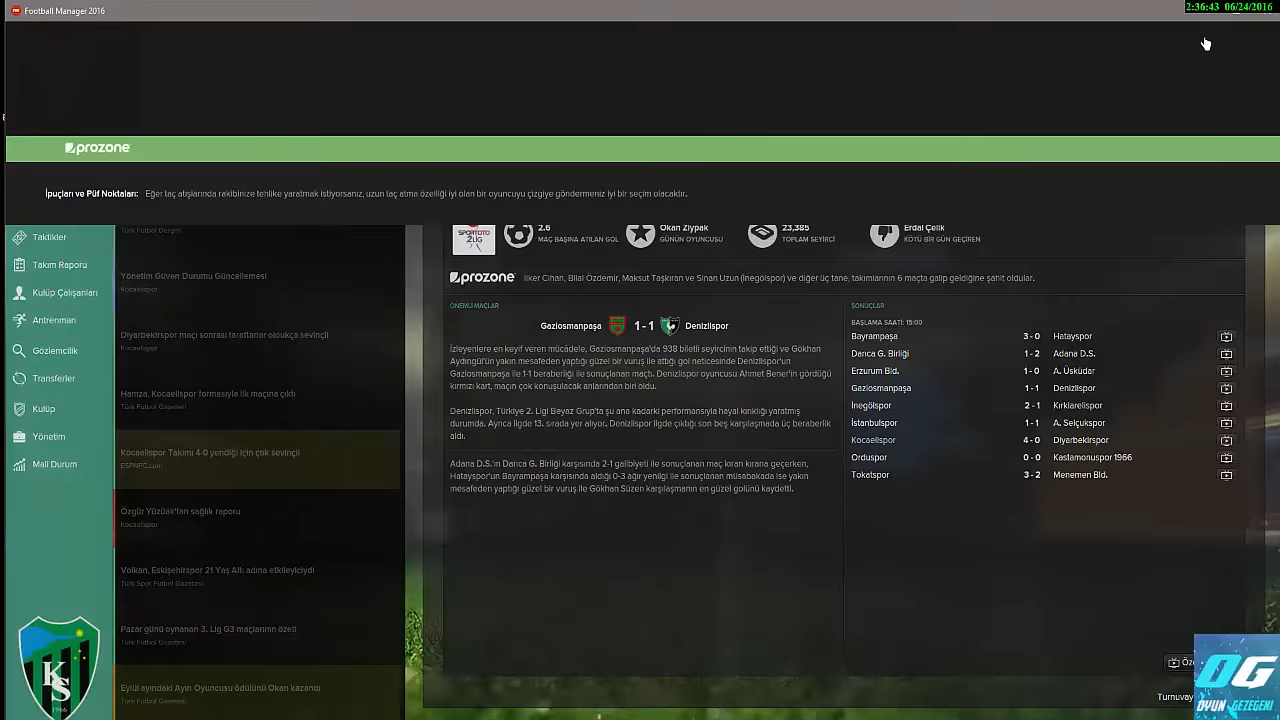 Football Manager 2016
2:36:43 06/24/2016
prozone
İpuçları ve Püf Noktaları: Eğer taç atışlarında rakibinize tehlike yaratmak istiyorsanız, uzun taç atma özelliği iyi olan bir oyuncuyu çizgiye göndermeniz iyi bir seçim olacaktır.
Taktikler
Takım Raporu
Kulüp Çalışanları
Antrenman
Gözlemcilik
Transferler
Kulüp
Yönetim
Mali Durum
KS
1966
Türk Futbol Dergisi
Yönetim Güven Durumu Güncellemesi
Kocaelispor
Diyarbekirspor maçı sonrası taraftarlar oldukça sevinçli
Kocaelispor
Hamza, Kocaelispor formasıyla ilk maçına çıktı
Türk Futbol Gazetesi
Kocaelispor Takımı 4-0 yendiği için çok sevinçli
ESPNFC.com
Özgür Yüzüak'tan sağlık raporu
Kocaelispor
Volkan, Eskişehirspor 21 Yaş Altı adına etkileyiciydi
Türk Spor Futbol Gazetesi
Pazar günü oynanan 3. Lig G3 maçlarının özeti
Türk Futbol Gazetesi
Eylül ayındaki Ayın Oyuncusu ödülünü Okan kazandı
Türk Futbol Gazetesi
SPORTOTO
2.LİG
2.6
MAÇ BAŞINA ATILAN GOL
Okan Ziypak
GÜNÜN OYUNCUSU
23,385
TOPLAM SEYİRCİ
Erdal Çelik
KÖTÜ BİR GÜN GEÇİREN
prozone İlker Cihan, Bilal Özdemir, Maksut Taşkıran ve Sinan Uzun (İnegölspor) ve diğer üç tane, takımlarının 6 maçta galip geldiğine şahit oldular.
ÖNEMLİ MAÇLAR
Gaziosmanpaşa 1-1 Denizlispor
İzleyenlere en keyif veren mücadele, Gaziosmanpaşa'da 938 biletli seyircinin takip ettiği ve Gökhan
Aydıngül'un yakın mesafeden yaptığı güzel bir vuruş ile attığı gol neticesinde Denizlispor'un
Gaziosmanpaşa ile 1-1 beraberliği ile sonuçlanan maçtı. Denizlispor oyuncusu Ahmet Bener'in gördüğü
kırmızı kart, maçın çok konuşulacak anlarından biri oldu.
Denizlispor, Türkiye 2. Ligi Beyaz Grup'ta şu ana kadarki performansıyla hayal kırıklığı yaratmış
durumda. Ayrıca ligde 13. sırada yer alıyor. Denizlispor ligde çıktığı son beş karşılaşmada üç beraberlik
aldı.
Adana D.S.'ın Darıca G. Birliği karşısında 2-1 galibiyeti ile sonuçlanan maç kıran kırana geçerken,
Hatayspor'un Bayrampaşa karşısında aldığı 0-3 ağır yenilgi ile sonuçlanan müsabakada ise yakın
mesafeden yaptığı güzel bir vuruş ile Gökhan Süzen karşılaşmanın en güzel golünü kaydetti.
SONUÇLAR
BAŞLAMA SAATİ: 15:00
Bayrampaşa 3 - 0 Hatayspor
Darıca G. Birliği 1 - 2 Adana D.S.
Erzurum Bld. 1 - 0 A. Üsküdar
Gaziosmanpaşa 1 - 1 Denizlispor
İnegölspor 2 - 1 Kırklarelispor
İstanbulspor 1 - 1 A. Selçukspor
Kocaelispor 4 - 0 Diyarbekirspor
Orduspor 0 - 0 Kastamonuspor 1966
Tokatspor 3 - 2 Menemen Bld.
Turnuvay
OG
OYUN GEZEGENİ